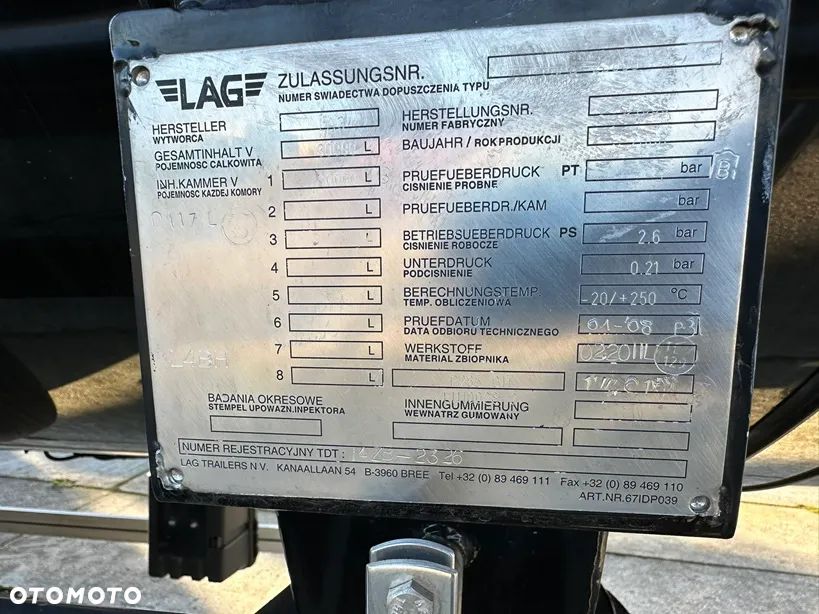 LAG
ZULASSUNGSNR.
NUMER SWIADECTWA DOPUSZCZENIA TYPU
HERSTELLER
WYTWORCA
HERSTELLUNGSNR.
NUMER FABRYCZNY
GESAMTINHALT V L
POJEMNOSC CALKOWITA
BAUJAHR / ROK PRODUKCJI
INH.KAMMER V 1 L
POJEMNOSC KAZDEJ KOMORY
PRUEFUEBERDRUCK PT bar
CISNIENIE PROBNE
2 L
PRUEFUEBERDR./KAM bar
3 L
BETRIEBSUEBERDRUCK PS 2.6 bar
CISNIENIE ROBOCZE
4 L
UNTERDRUCK 0.21 bar
PODCISNIENIE
5 L
BERECHNUNGSTEMP. -20/+250 °C
TEMP. OBLICZENIOWA
6 L
PRUEFDATUM 01-'08
DATA ODBIORU TECHNICZNEGO
L4BH
7 L
WERKSTOFF
MATERIAL ZBIOPNIKA
8 L
BADANIA OKRESOWE
STEMPEL UPOWAZN.INPEKTORA
INNENGUMMIERUNG
WEWNATRZ GUMOWANY
NUMER REJESTRACYJNY TDT :
LAG TRAILERS N V. KANAALLAAN 54 B-3960 BREE Tel +32 (0) 89 469 111 Fax +32 (0) 89 469 110
ART.NR.67IDP039
OTOMOTO